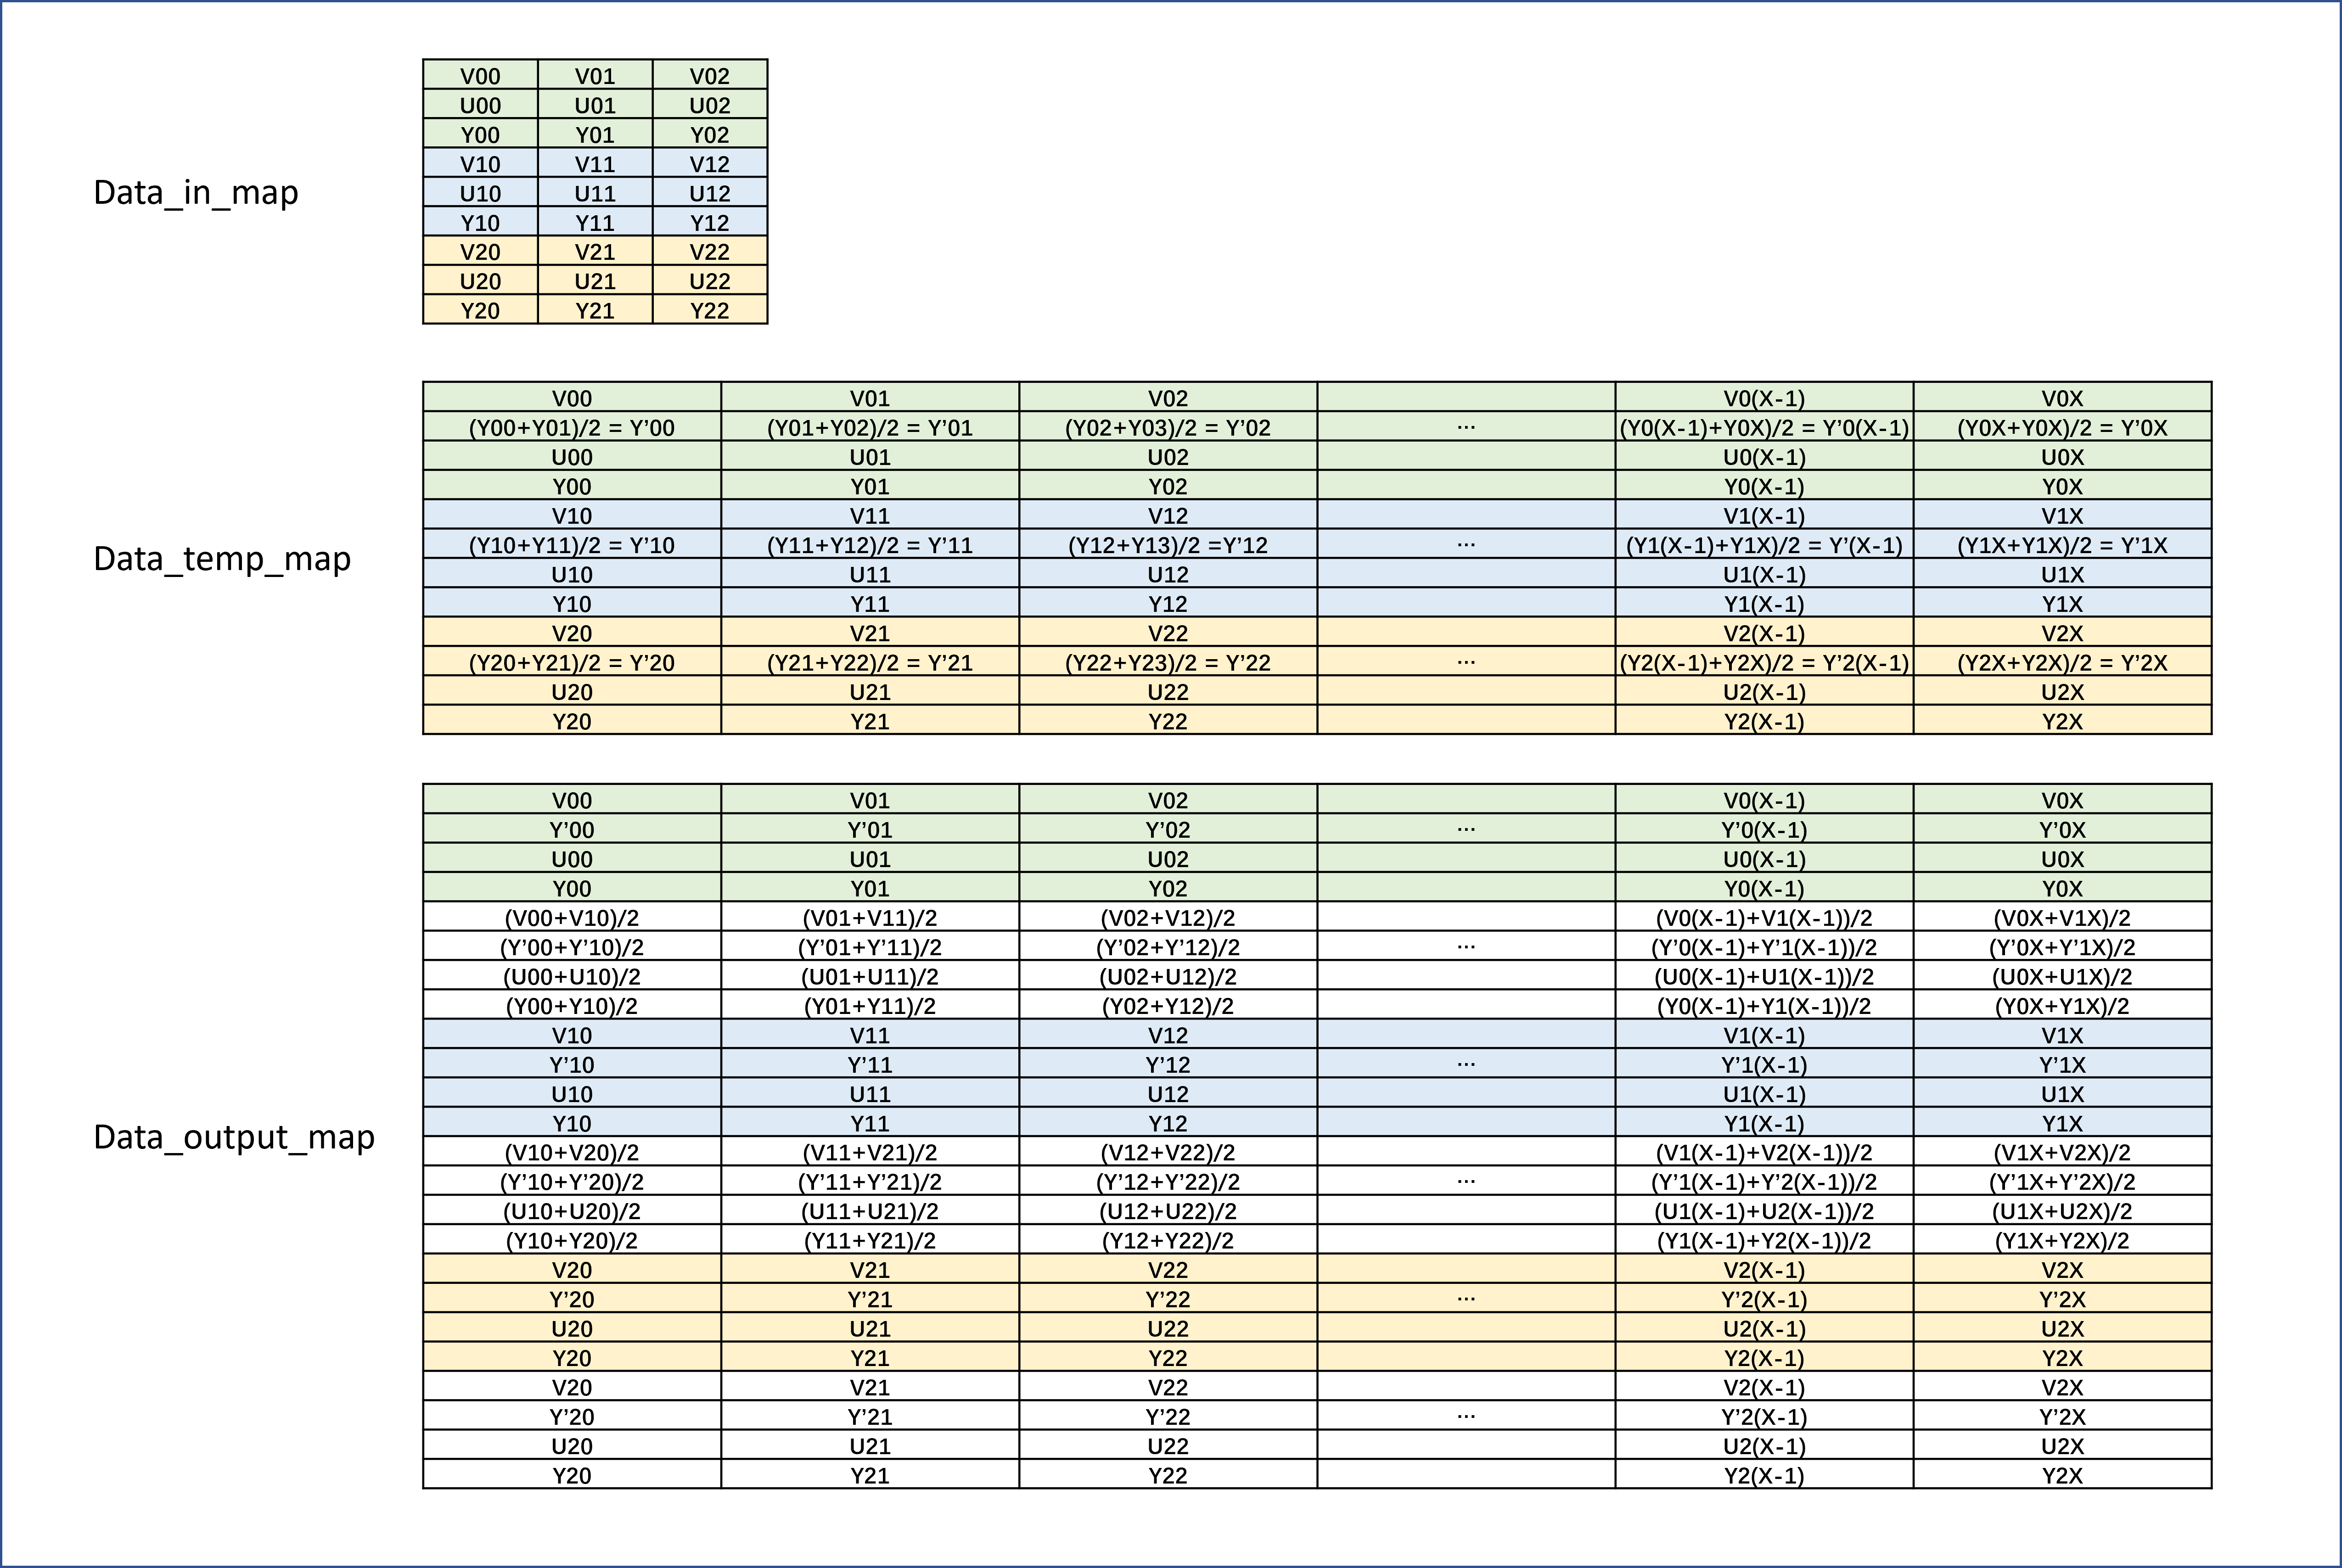 Data_in_map
V00 V01 V02
U00 U01 U02
Y00 Y01 Y02
V10 V11 V12
U10 U11 U12
Y10 Y11 Y12
V20 V21 V22
U20 U21 U22
Y20 Y21 Y22
Data_temp_map
V00 V01 V02 V0(X-1) V0X
(Y00+Y01)/2 = Y’00 (Y01+Y02)/2 = Y’01 (Y02+Y03)/2 = Y’02 ··· (Y0(X-1)+Y0X)/2 = Y’0(X-1) (Y0X+Y0X)/2 = Y’0X
U00 U01 U02 U0(X-1) U0X
Y00 Y01 Y02 Y0(X-1) Y0X
V10 V11 V12 V1(X-1) V1X
(Y10+Y11)/2 = Y’10 (Y11+Y12)/2 = Y’11 (Y12+Y13)/2 =Y’12 ··· (Y1(X-1)+Y1X)/2 = Y’(X-1) (Y1X+Y1X)/2 = Y’1X
U10 U11 U12 U1(X-1) U1X
Y10 Y11 Y12 Y1(X-1) Y1X
V20 V21 V22 V2(X-1) V2X
(Y20+Y21)/2 = Y’20 (Y21+Y22)/2 = Y’21 (Y22+Y23)/2 = Y’22 ··· (Y2(X-1)+Y2X)/2 = Y’2(X-1) (Y2X+Y2X)/2 = Y’2X
U20 U21 U22 U2(X-1) U2X
Y20 Y21 Y22 Y2(X-1) Y2X
Data_output_map
V00 V01 V02 V0(X-1) V0X
Y’00 Y’01 Y’02 ··· Y’0(X-1) Y’0X
U00 U01 U02 U0(X-1) U0X
Y00 Y01 Y02 Y0(X-1) Y0X
(V00+V10)/2 (V01+V11)/2 (V02+V12)/2 (V0(X-1)+V1(X-1))/2 (V0X+V1X)/2
(Y’00+Y’10)/2 (Y’01+Y’11)/2 (Y’02+Y’12)/2 ··· (Y’0(X-1)+Y’1(X-1))/2 (Y’0X+Y’1X)/2
(U00+U10)/2 (U01+U11)/2 (U02+U12)/2 (U0(X-1)+U1(X-1))/2 (U0X+U1X)/2
(Y00+Y10)/2 (Y01+Y11)/2 (Y02+Y12)/2 (Y0(X-1)+Y1(X-1))/2 (Y0X+Y1X)/2
V10 V11 V12 V1(X-1) V1X
Y’10 Y’11 Y’12 ··· Y’1(X-1) Y’1X
U10 U11 U12 U1(X-1) U1X
Y10 Y11 Y12 Y1(X-1) Y1X
(V10+V20)/2 (V11+V21)/2 (V12+V22)/2 (V1(X-1)+V2(X-1))/2 (V1X+V2X)/2
(Y’10+Y’20)/2 (Y’11+Y’21)/2 (Y’12+Y’22)/2 ··· (Y’1(X-1)+Y’2(X-1))/2 (Y’1X+Y’2X)/2
(U10+U20)/2 (U11+U21)/2 (U12+U22)/2 (U1(X-1)+U2(X-1))/2 (U1X+U2X)/2
(Y10+Y20)/2 (Y11+Y21)/2 (Y12+Y22)/2 (Y1(X-1)+Y2(X-1))/2 (Y1X+Y2X)/2
V20 V21 V22 V2(X-1) V2X
Y’20 Y’21 Y’22 ··· Y’2(X-1) Y’2X
U20 U21 U22 U2(X-1) U2X
Y20 Y21 Y22 Y2(X-1) Y2X
V20 V21 V22 V2(X-1) V2X
Y’20 Y’21 Y’22 ··· Y’2(X-1) Y’2X
U20 U21 U22 U2(X-1) U2X
Y20 Y21 Y22 Y2(X-1) Y2X